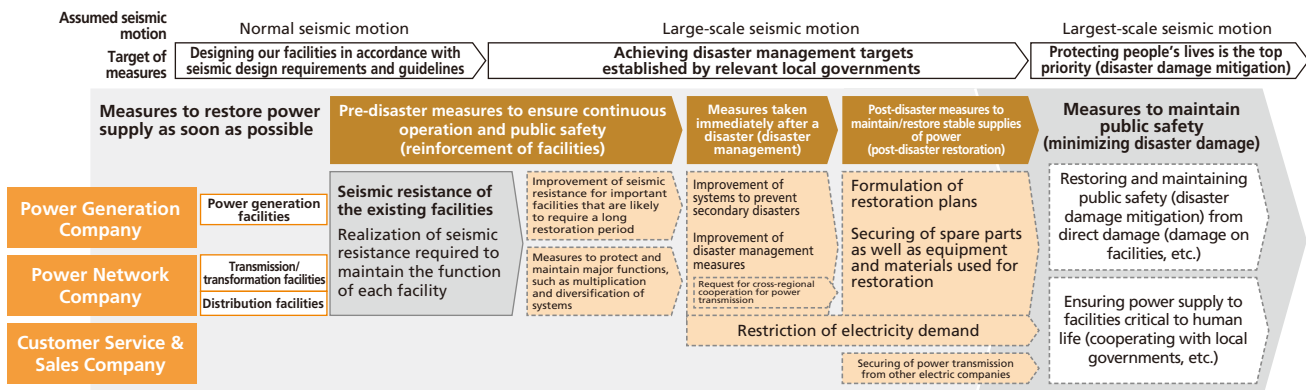 Assumed seismic
motion
Normal seismic motion
Large-scale seismic motion
Largest-scale seismic motion
Target of
measures
Designing our facilities in accordance with
seismic design requirements and guidelines
Achieving disaster management targets
established by relevant local governments
Protecting people's lives is the top
priority (disaster damage mitigation)
Measures to restore power
supply as soon as possible
Pre-disaster measures to ensure continuous
operation and public safety
(reinforcement of facilities)
Measures taken
immediately after a
disaster (disaster
management)
Post-disaster measures to
maintain/restore stable supplies
of power
(post-disaster restoration)
Measures to maintain
public safety
(minimizing disaster damage)
Power Generation
Company
Power generation
facilities
Power Network
Company
Transmission/
transformation facilities
Distribution facilities
Customer Service &
Sales Company
Seismic resistance of
the existing facilities
Realization of seismic
resistance required to
maintain the function
of each facility
Improvement of seismic
resistance for important
facilities that are likely
to require a long
restoration period
Measures to protect and
maintain major functions,
such as multiplication
and diversification of
systems
Improvement of
systems to prevent
secondary disasters
Improvement of
disaster management
measures
Request for cross-regional
cooperation for power
transmission
Formulation of
restoration plans
Securing of spare parts
as well as equipment
and materials used for
restoration
Restriction of electricity demand
Securing of power transmission
from other electric companies
Restoring and maintaining
public safety (disaster
damage mitigation) from
direct damage (damage on
facilities, etc.)
Ensuring power supply to
facilities critical to human
life (cooperating with local
governments, etc.)